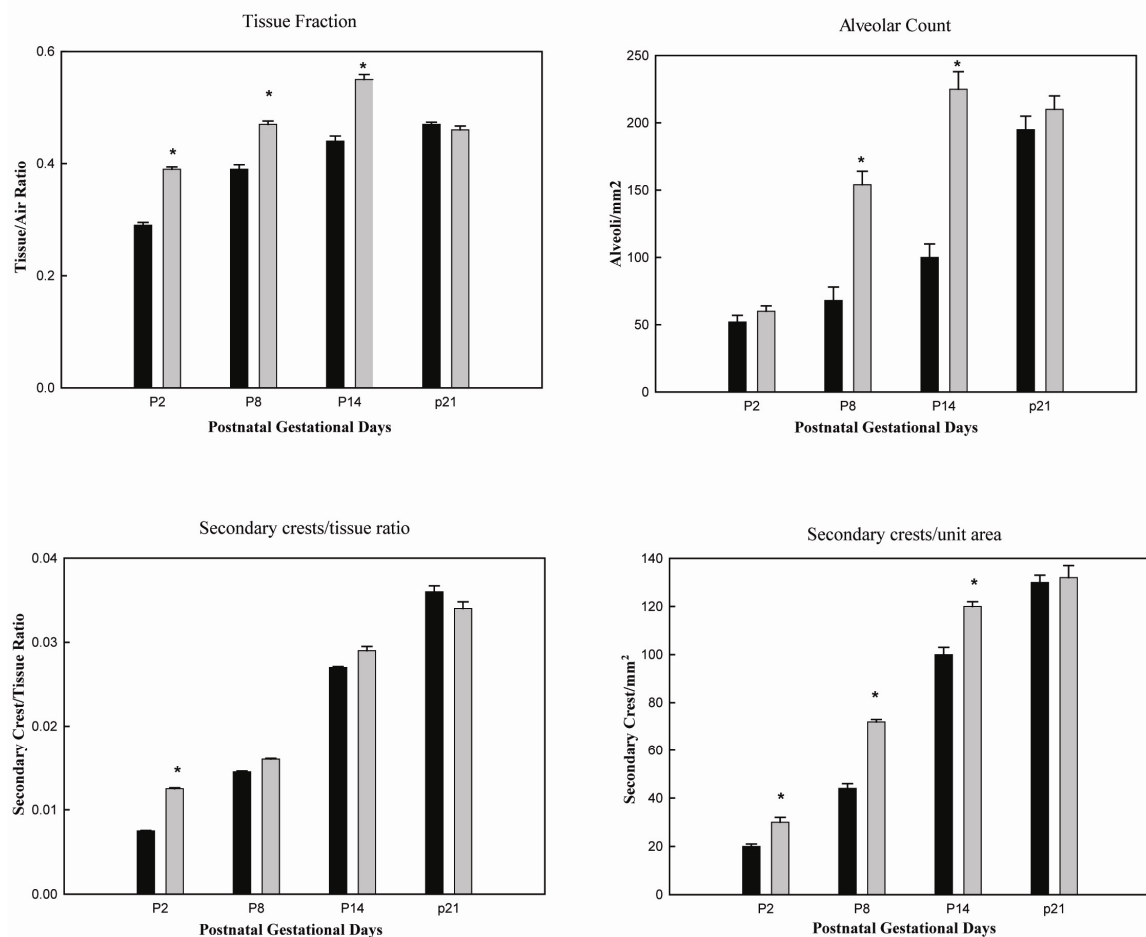 Tissue Fraction
0.6
0.4
0.2
0.0
Tissue/Air Ratio
*
*
*
P2 P8 P14 p21
Postnatal Gestational Days
Alveolar Count
250
200
150
100
50
0
Alveoli/mm2
*
*
P2 P8 P14 p21
Postnatal Gestational Days
Secondary crests/tissue ratio
0.04
0.03
0.02
0.01
0.00
Secondary Crest/Tissue Ratio
*
P2 P8 P14 p21
Postnatal Gestational Days
Secondary crests/unit area
140
120
100
80
60
40
20
0
Secondary Crest/mm²
*
*
*
P2 P8 P14 p21
Postnatal Gestational Days